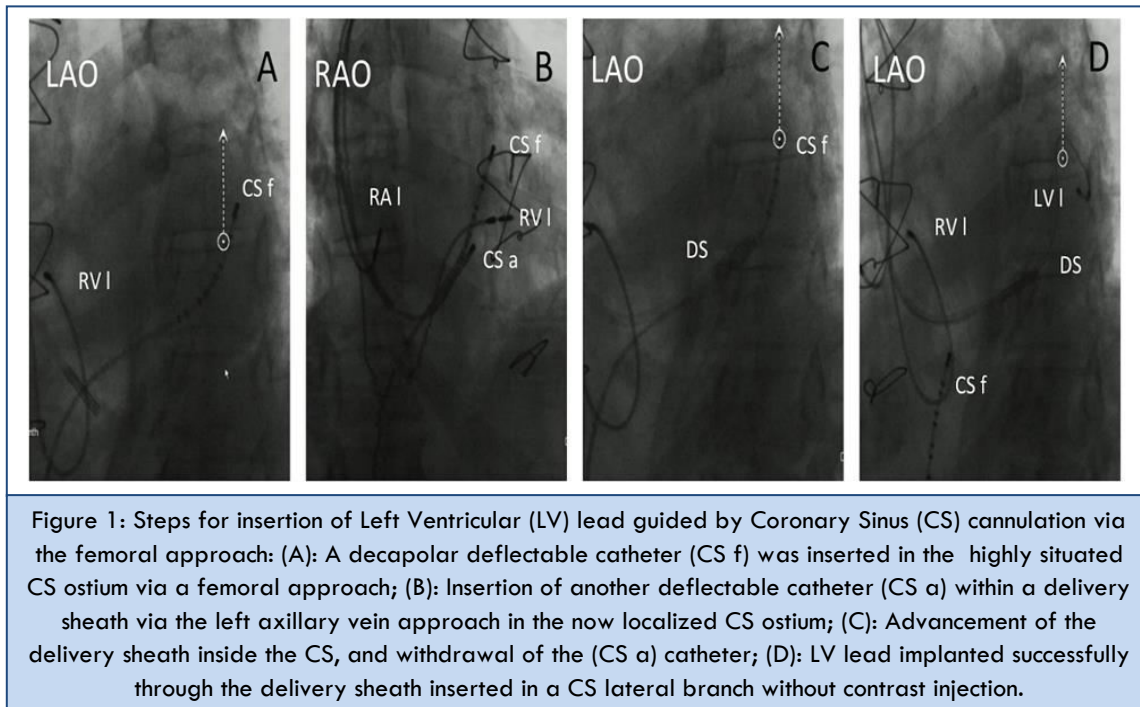 LAO
A
CS f
RV l
RAO
B
CS f
RA l
RV l
CS a
LAO
C
CS f
DS
LAO
D
LV l
RV l
DS
CS f
Figure 1: Steps for insertion of Left Ventricular (LV) lead guided by Coronary Sinus (CS) cannulation via
the femoral approach: (A): A decapolar deflectable catheter (CS f) was inserted in the highly situated
CS ostium via a femoral approach; (B): Insertion of another deflectable catheter (CS a) within a delivery
sheath via the left axillary vein approach in the now localized CS ostium; (C): Advancement of the
delivery sheath inside the CS, and withdrawal of the (CS a) catheter; (D): LV lead implanted successfully
through the delivery sheath inserted in a CS lateral branch without contrast injection.